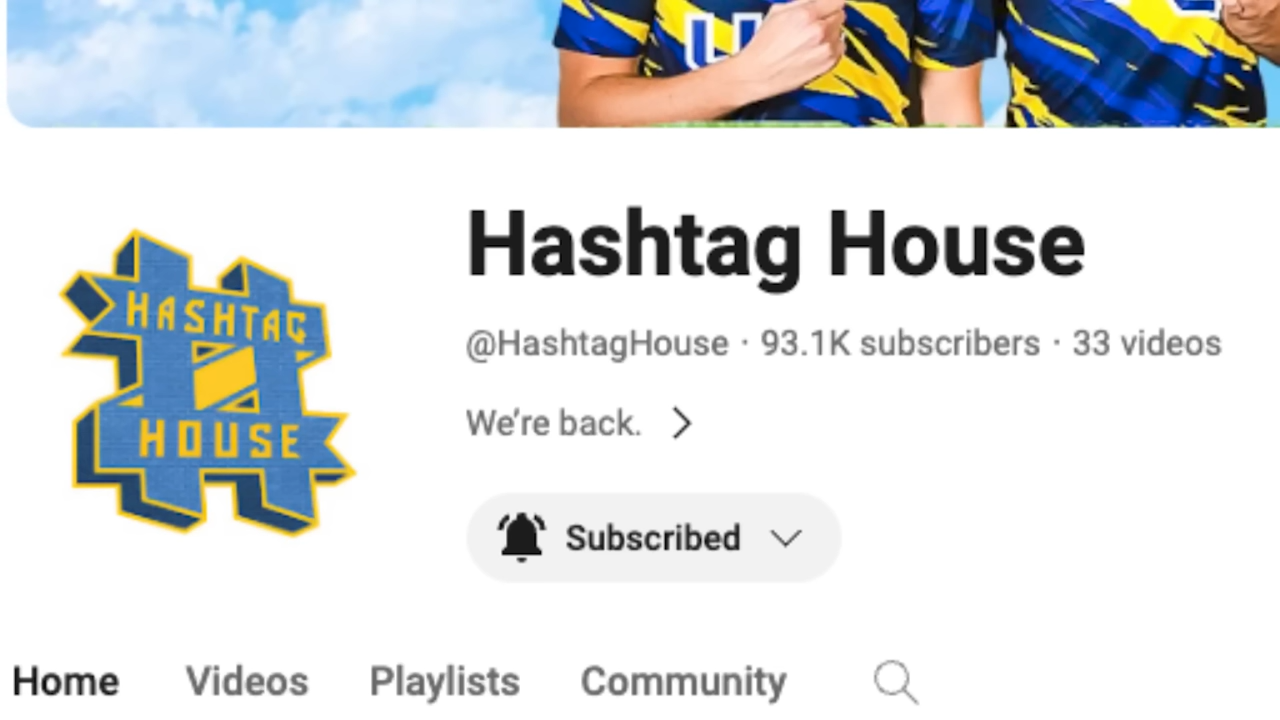 HASHTAG
HOUSE
Hashtag House
@HashtagHouse · 93.1K subscribers · 33 videos
We're back.
Subscribed
Home Videos Playlists Community